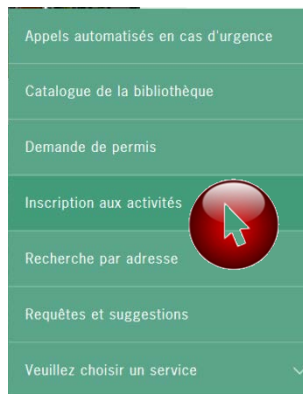 Appels automatisés en cas d'urgence
Catalogue de la bibliothèque
Demande de permis
Inscription aux activités
Recherche par adresse
Requêtes et suggestions
Veuillez choisir un service